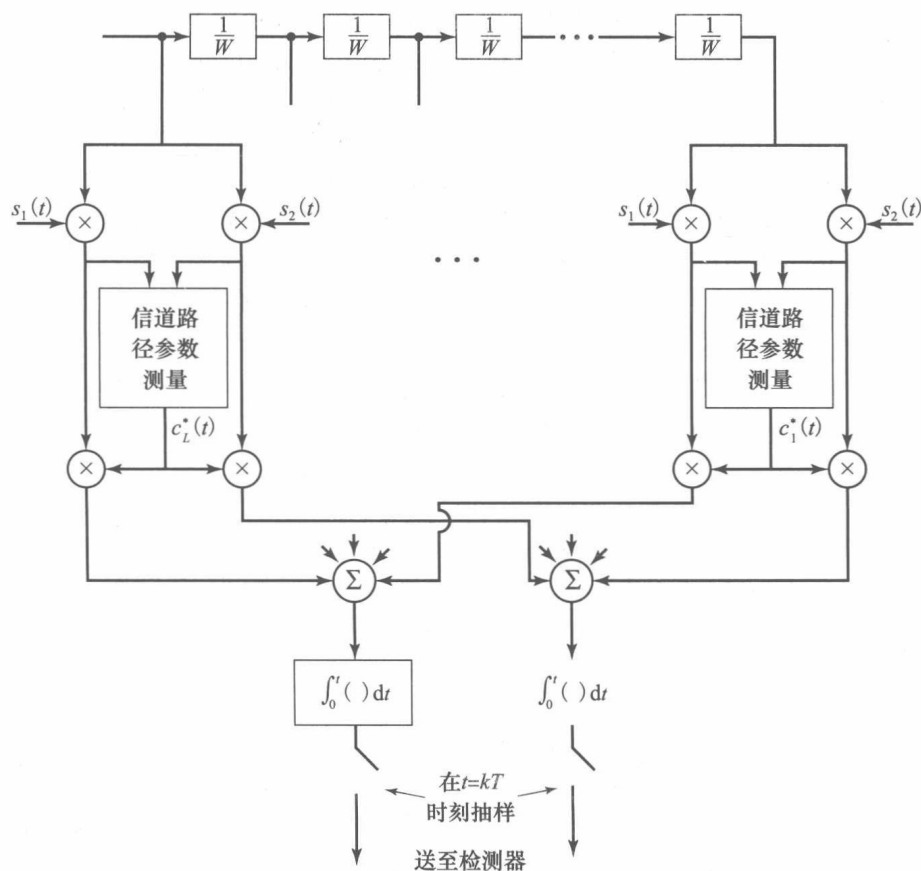 1/W 1/W 1/W ··· 1/W
s₁(t) × × s₂(t) s₁(t) × × s₂(t)
···
信道路
径参数
测量
信道路
径参数
测量
c*_L(t) c*_1(t)
× × × ×
Σ Σ
∫₀ᵗ( )dt ∫₀ᵗ( )dt
在t=kT
时刻抽样
送至检测器